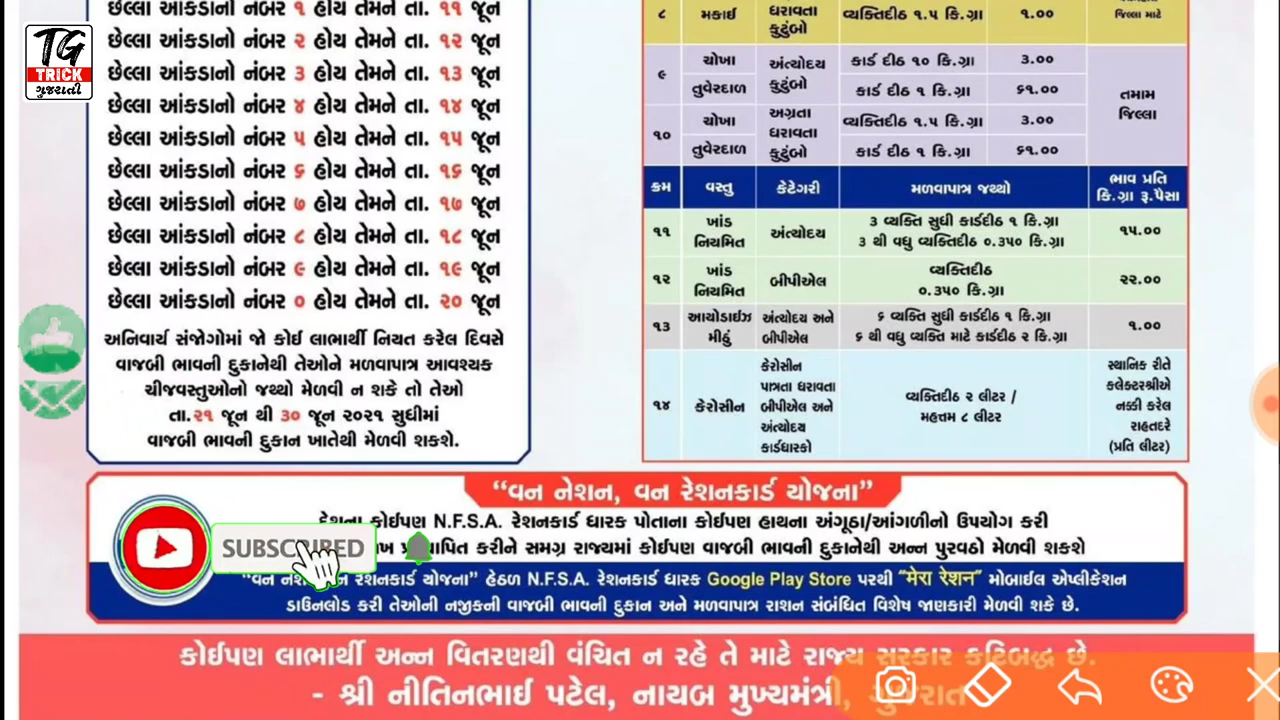 TG
TRICK
ગુજરાતી
છેલ્લા આંકડાનો નંબર ૧ હોય તેમને તા. ૧૧ જૂન
છેલ્લા આંકડાનો નંબર ૨ હોય તેમને તા. ૧૨ જૂન
છેલ્લા આંકડાનો નંબર ૩ હોય તેમને તા. ૧૩ જૂન
છેલ્લા આંકડાનો નંબર ૪ હોય તેમને તા. ૧૪ જૂન
છેલ્લા આંકડાનો નંબર ૫ હોય તેમને તા. ૧૫ જૂન
છેલ્લા આંકડાનો નંબર ૬ હોય તેમને તા. ૧૬ જૂન
છેલ્લા આંકડાનો નંબર ૭ હોય તેમને તા. ૧૭ જૂન
છેલ્લા આંકડાનો નંબર ૮ હોય તેમને તા. ૧૮ જૂન
છેલ્લા આંકડાનો નંબર ૯ હોય તેમને તા. ૧૯ જૂન
છેલ્લા આંકડાનો નંબર ૦ હોય તેમને તા. ૨૦ જૂન
અનિવાર્ય સંજોગોમાં જો કોઈ લાભાર્થી નિયત કરેલ દિવસે
વાજબી ભાવની દુકાનેથી તેઓને મળવાપાત્ર આવશ્યક
ચીજવસ્તુઓનો જથ્થો મેળવી ન શકે તો તેઓ
તા.૨૧ જૂન થી ૩૦ જૂન ૨૦૨૧ સુધીમાં
વાજબી ભાવની દુકાન ખાતેથી મેળવી શકશે.
૮ મકાઈ ધરાવતા કુટુંબો વ્યક્તિદીઠ ૧.૫ કિ.ગ્રા ૧.૦૦ જિલ્લા માટે
૯ ચોખા અંત્યોદય કુટુંબો કાર્ડ દીઠ ૧૦ કિ.ગ્રા ૩.૦૦ તમામ જિલ્લા
તુવેરદાળ કાર્ડ દીઠ ૧ કિ.ગ્રા ૬૧.૦૦
૧૦ ચોખા અગ્રતા ધરાવતા કુટુંબો વ્યક્તિદીઠ ૧.૫ કિ.ગ્રા ૩.૦૦
તુવેરદાળ કાર્ડ દીઠ ૧ કિ.ગ્રા ૬૧.૦૦
ક્રમ વસ્તુ કેટેગરી મળવાપાત્ર જથ્થો ભાવ પ્રતિ કિ.ગ્રા રૂ.પૈસા
૧૧ ખાંડ નિયમિત અંત્યોદય ૩ વ્યક્તિ સુધી કાર્ડદીઠ ૧ કિ.ગ્રા ૧૫.૦૦
૩ થી વધુ વ્યક્તિદીઠ ૦.૩૫૦ કિ.ગ્રા
૧૨ ખાંડ નિયમિત બીપીએલ વ્યક્તિદીઠ ૨૨.૦૦
૦.૩૫૦ કિ.ગ્રા
૧૩ આયોડાઈઝ મીઠું અંત્યોદય અને બીપીએલ ૬ વ્યક્તિ સુધી કાર્ડદીઠ ૧ કિ.ગ્રા ૧.૦૦
૬ થી વધુ વ્યક્તિ માટે કાર્ડદીઠ ૨ કિ.ગ્રા
૧૪ કેરોસીન
કેરોસીન
પાત્રતા ધરાવતા
બીપીએલ અને
અંત્યોદય
કાર્ડધારકો
વ્યક્તિદીઠ ૨ લીટર /
મહત્તમ ૮ લીટર
સ્થાનિક રીતે
કલેક્ટરશ્રીએ
નક્કી કરેલ
રાહતદરે
(પ્રતિ લીટર)
“વન નેશન, વન રેશનકાર્ડ યોજના”
દેશના કોઈપણ N.F.S.A. રેશનકાર્ડ ધારક પોતાના કોઈપણ હાથના અંગૂઠા/આંગળીનો ઉપયોગ કરી
કરીને સમગ્ર રાજ્યમાં કોઈપણ વાજબી ભાવની દુકાનેથી અન્ન પુરવઠો મેળવી શકશે
SUBSCRIBED
“વન રેશનકાર્ડ યોજના” હેઠળ N.F.S.A. રેશનકાર્ડ ધારક Google Play Store પરથી “મેરા રેશન” મોબાઈલ એપ્લીકેશન
ડાઉનલોડ કરી તેઓની નજીકની વાજબી ભાવની દુકાન અને મળવાપાત્ર રાશન સંબંધિત વિશેષ જાણકારી મેળવી શકે છે.
કોઈપણ લાભાર્થી અન્ન વિતરણથી વંચિત ન રહે તે માટે રાજ્ય સરકાર કટિબદ્ધ છે.
- શ્રી નીતિનભાઈ પટેલ, નાયબ મુખ્યમંત્રી, ગુજરાત